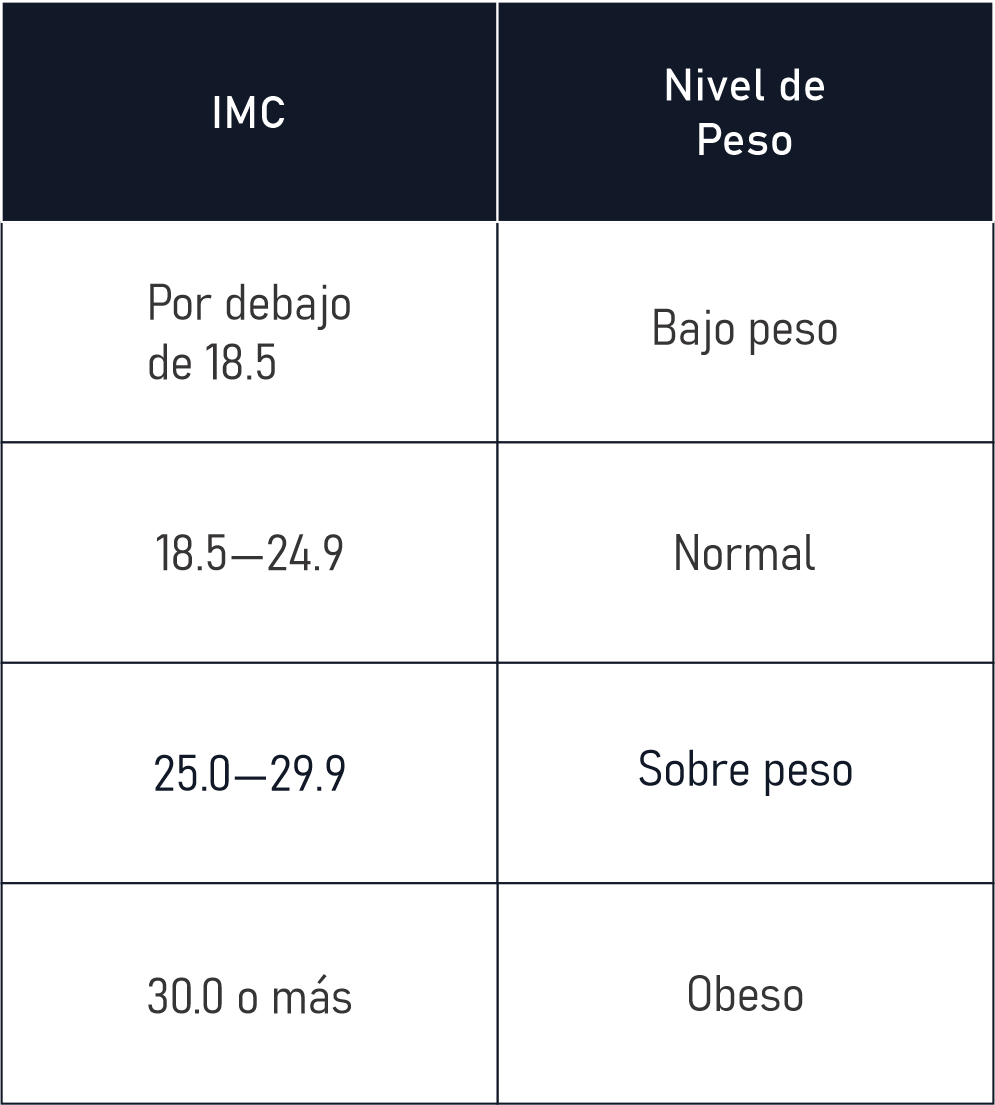 IMC
Nivel de
Peso
Por debajo
de 18.5
Bajo peso
18.5—24.9
Normal
25.0—29.9
Sobre peso
30.0 o más
Obeso